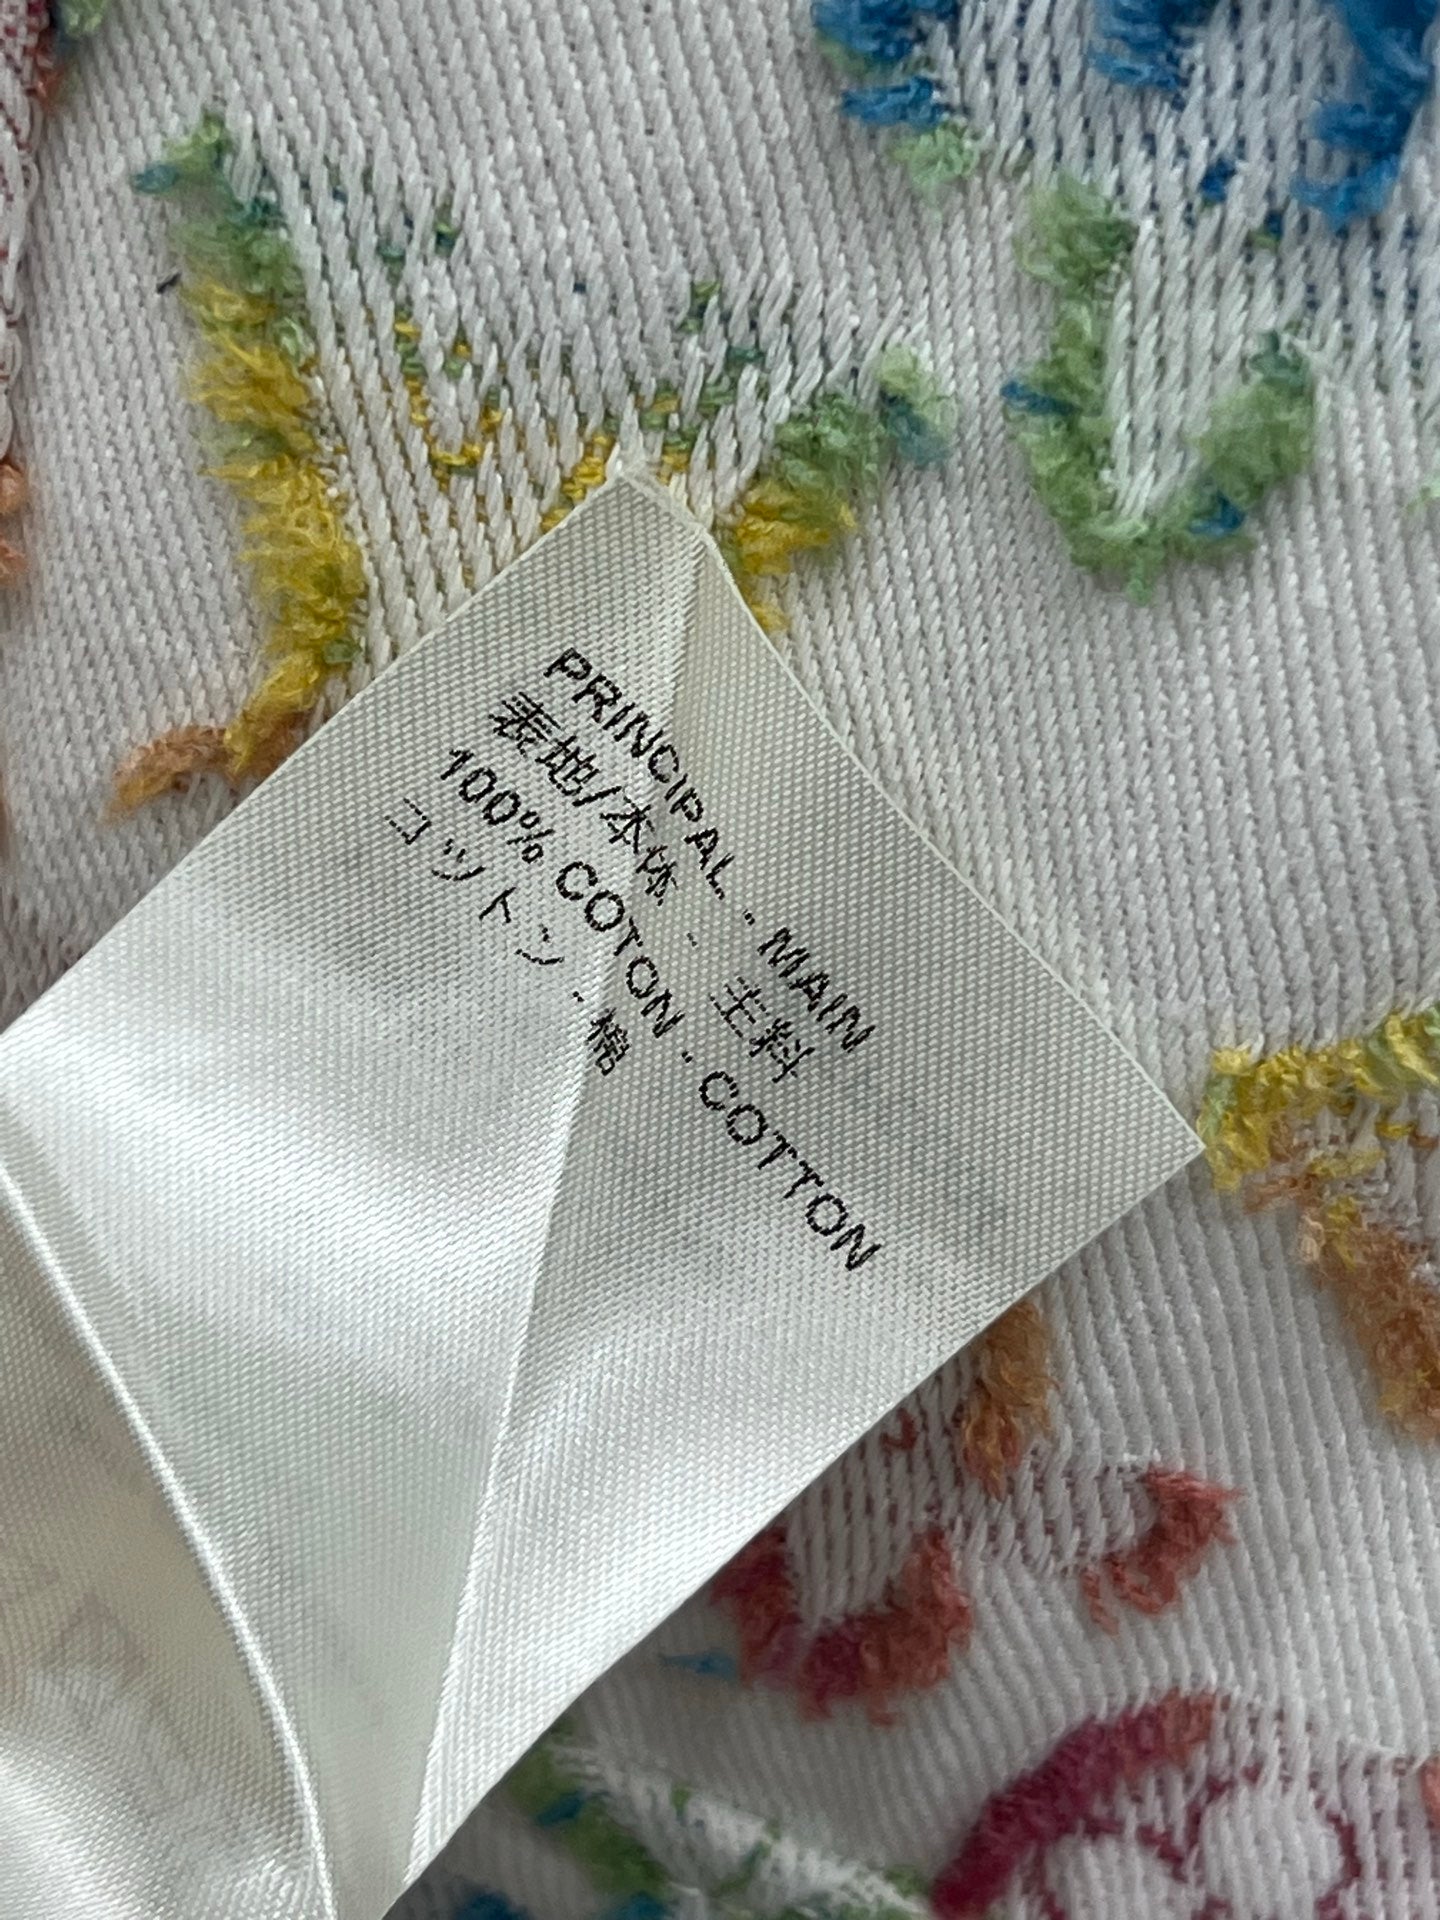 PRINCIPAL - MAIN
表地/本体 - 主料
100% COTON - COTTON
コットン - 棉